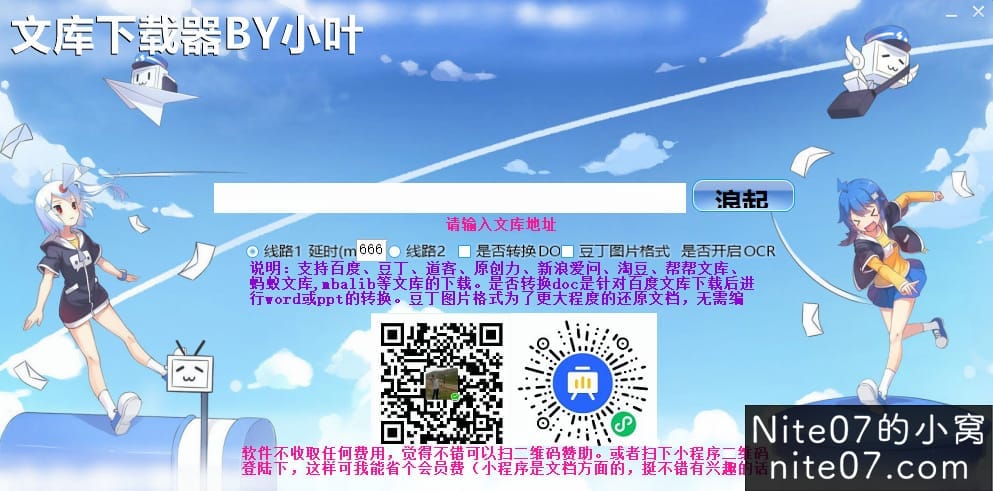 文库下载器BY小叶
浪起
请输入文库地址
线路1 延时(m 666 线路2 是否转换DO 豆丁图片格式 是否开启OCR
说明：支持百度、豆丁、道客、原创力、新浪爱问、淘豆、帮帮文库、
蚂蚁文库,mbalib等文库的下载。是否转换doc是针对百度文库下载后进
行word或ppt的转换。豆丁图片格式为了更大程度的还原文档，无需编
软件不收取任何费用，觉得不错可以扫二维码赞助。或者扫下小程序二维码
登陆下，这样可我能省个会员费（小程序是文档方面的，挺不错有兴趣的话
Nite07的小窝
nite07.com